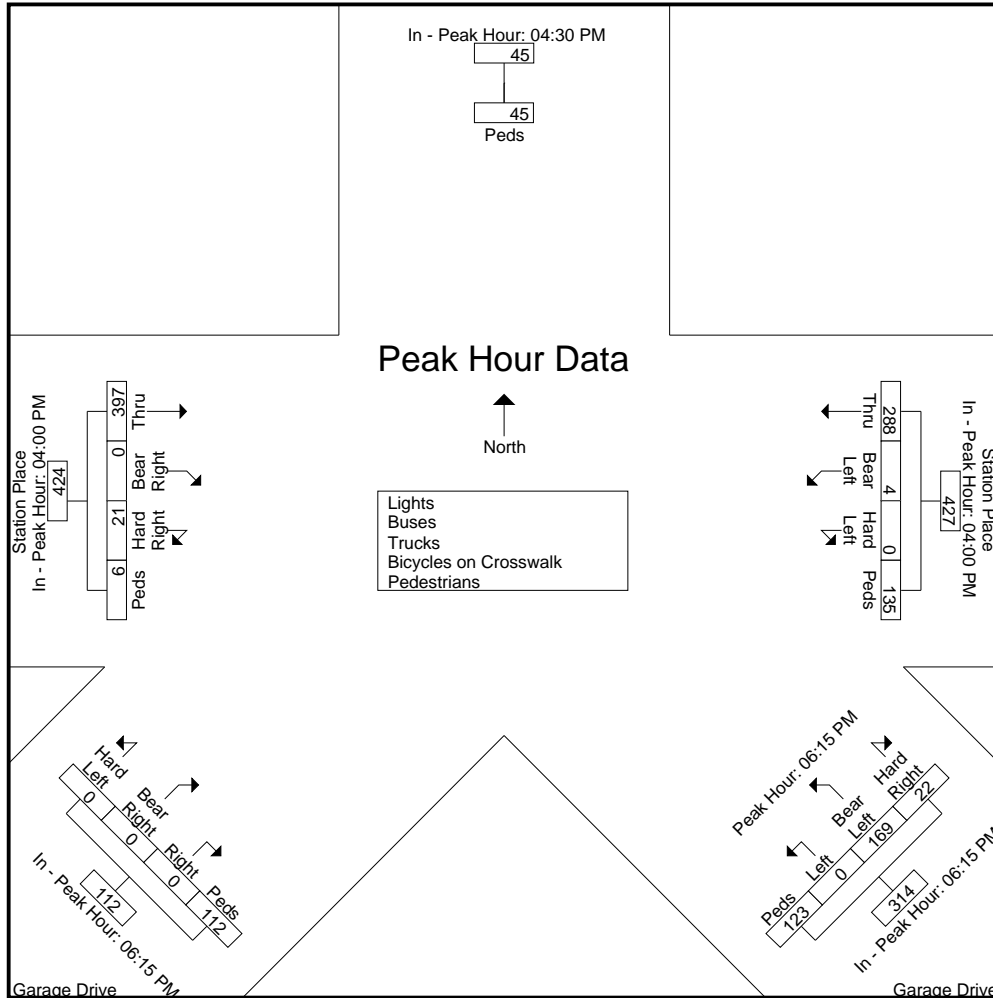 In - Peak Hour: 04:30 PM
45
45
Peds
Peak Hour Data
North
Lights
Buses
Trucks
Bicycles on Crosswalk
Pedestrians
Station Place
In - Peak Hour: 04:00 PM
424
397
0
21
6
Thru
Bear
Right
Hard
Right
Peds
Station Place
In - Peak Hour: 04:00 PM
427
288
4
0
135
Thru
Bear
Left
Hard
Left
Peds
Hard
Left
Bear
Right
Right
Peds
0
0
0
112
112
In - Peak Hour: 06:15 PM
Garage Drive
Peak Hour: 06:15 PM
Hard
Right
Bear
Left
Left
Peds
22
169
0
123
314
In - Peak Hour: 06:15 PM
Garage Drive